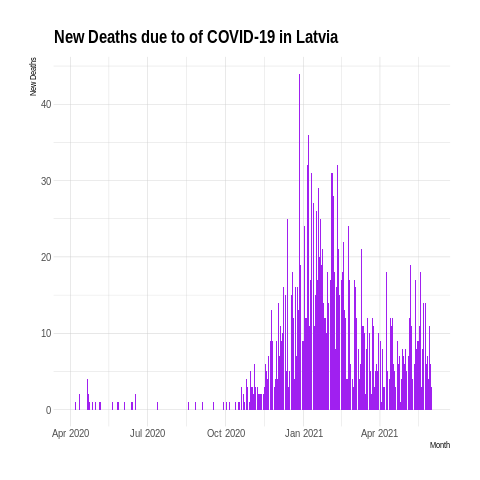 New Deaths due to of COVID-19 in Latvia
New Deaths
40
30
20
10
0
Apr 2020 Jul 2020 Oct 2020 Jan 2021 Apr 2021
Month